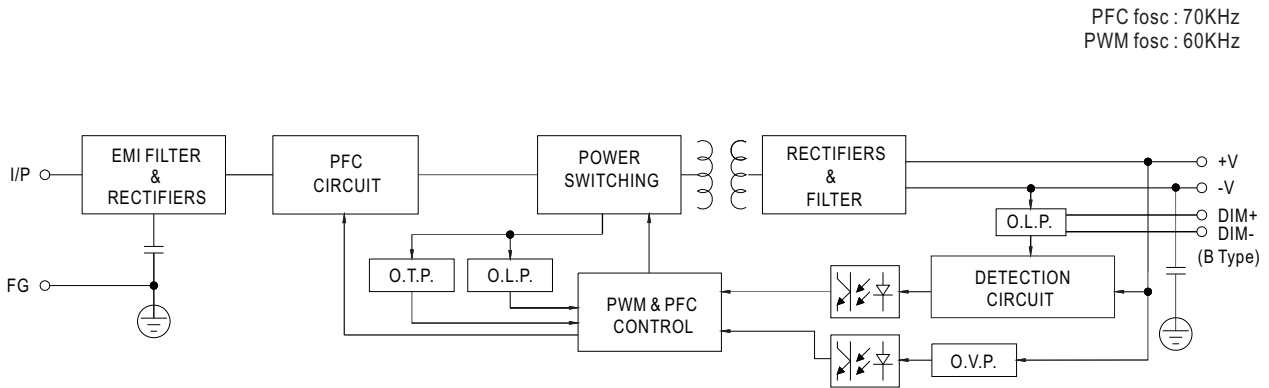 PFC fosc : 70KHz
PWM fosc : 60KHz
I/P
EMI FILTER
&
RECTIFIERS
PFC
CIRCUIT
POWER
SWITCHING
RECTIFIERS
&
FILTER
+V
-V
DIM+
DIM-
(B Type)
O.L.P.
FG
O.T.P.
O.L.P.
PWM & PFC
CONTROL
DETECTION
CIRCUIT
O.V.P.